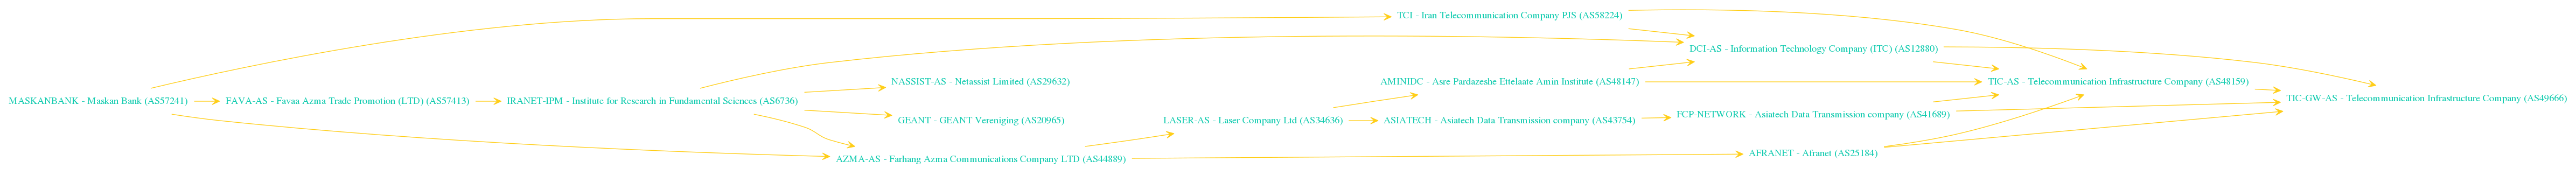 TCI - Iran Telecommunication Company PJS (AS58224)
DCI-AS - Information Technology Company (ITC) (AS12880)
NASSIST-AS - Netassist Limited (AS29632)
AMINIDC - Asre Pardazeshe Ettelaate Amin Institute (AS48147)
TIC-AS - Telecommunication Infrastructure Company (AS48159)
MASKANBANK - Maskan Bank (AS57241)
FAVA-AS - Favaa Azma Trade Promotion (LTD) (AS57413)
IRANET-IPM - Institute for Research in Fundamental Sciences (AS6736)
TIC-GW-AS - Telecommunication Infrastructure Company (AS49666)
GEANT - GEANT Vereniging (AS20965)
LASER-AS - Laser Company Ltd (AS34636)
ASIATECH - Asiatech Data Transmission company (AS43754)
FCP-NETWORK - Asiatech Data Transmission company (AS41689)
AZMA-AS - Farhang Azma Communications Company LTD (AS44889)
AFRANET - Afranet (AS25184)